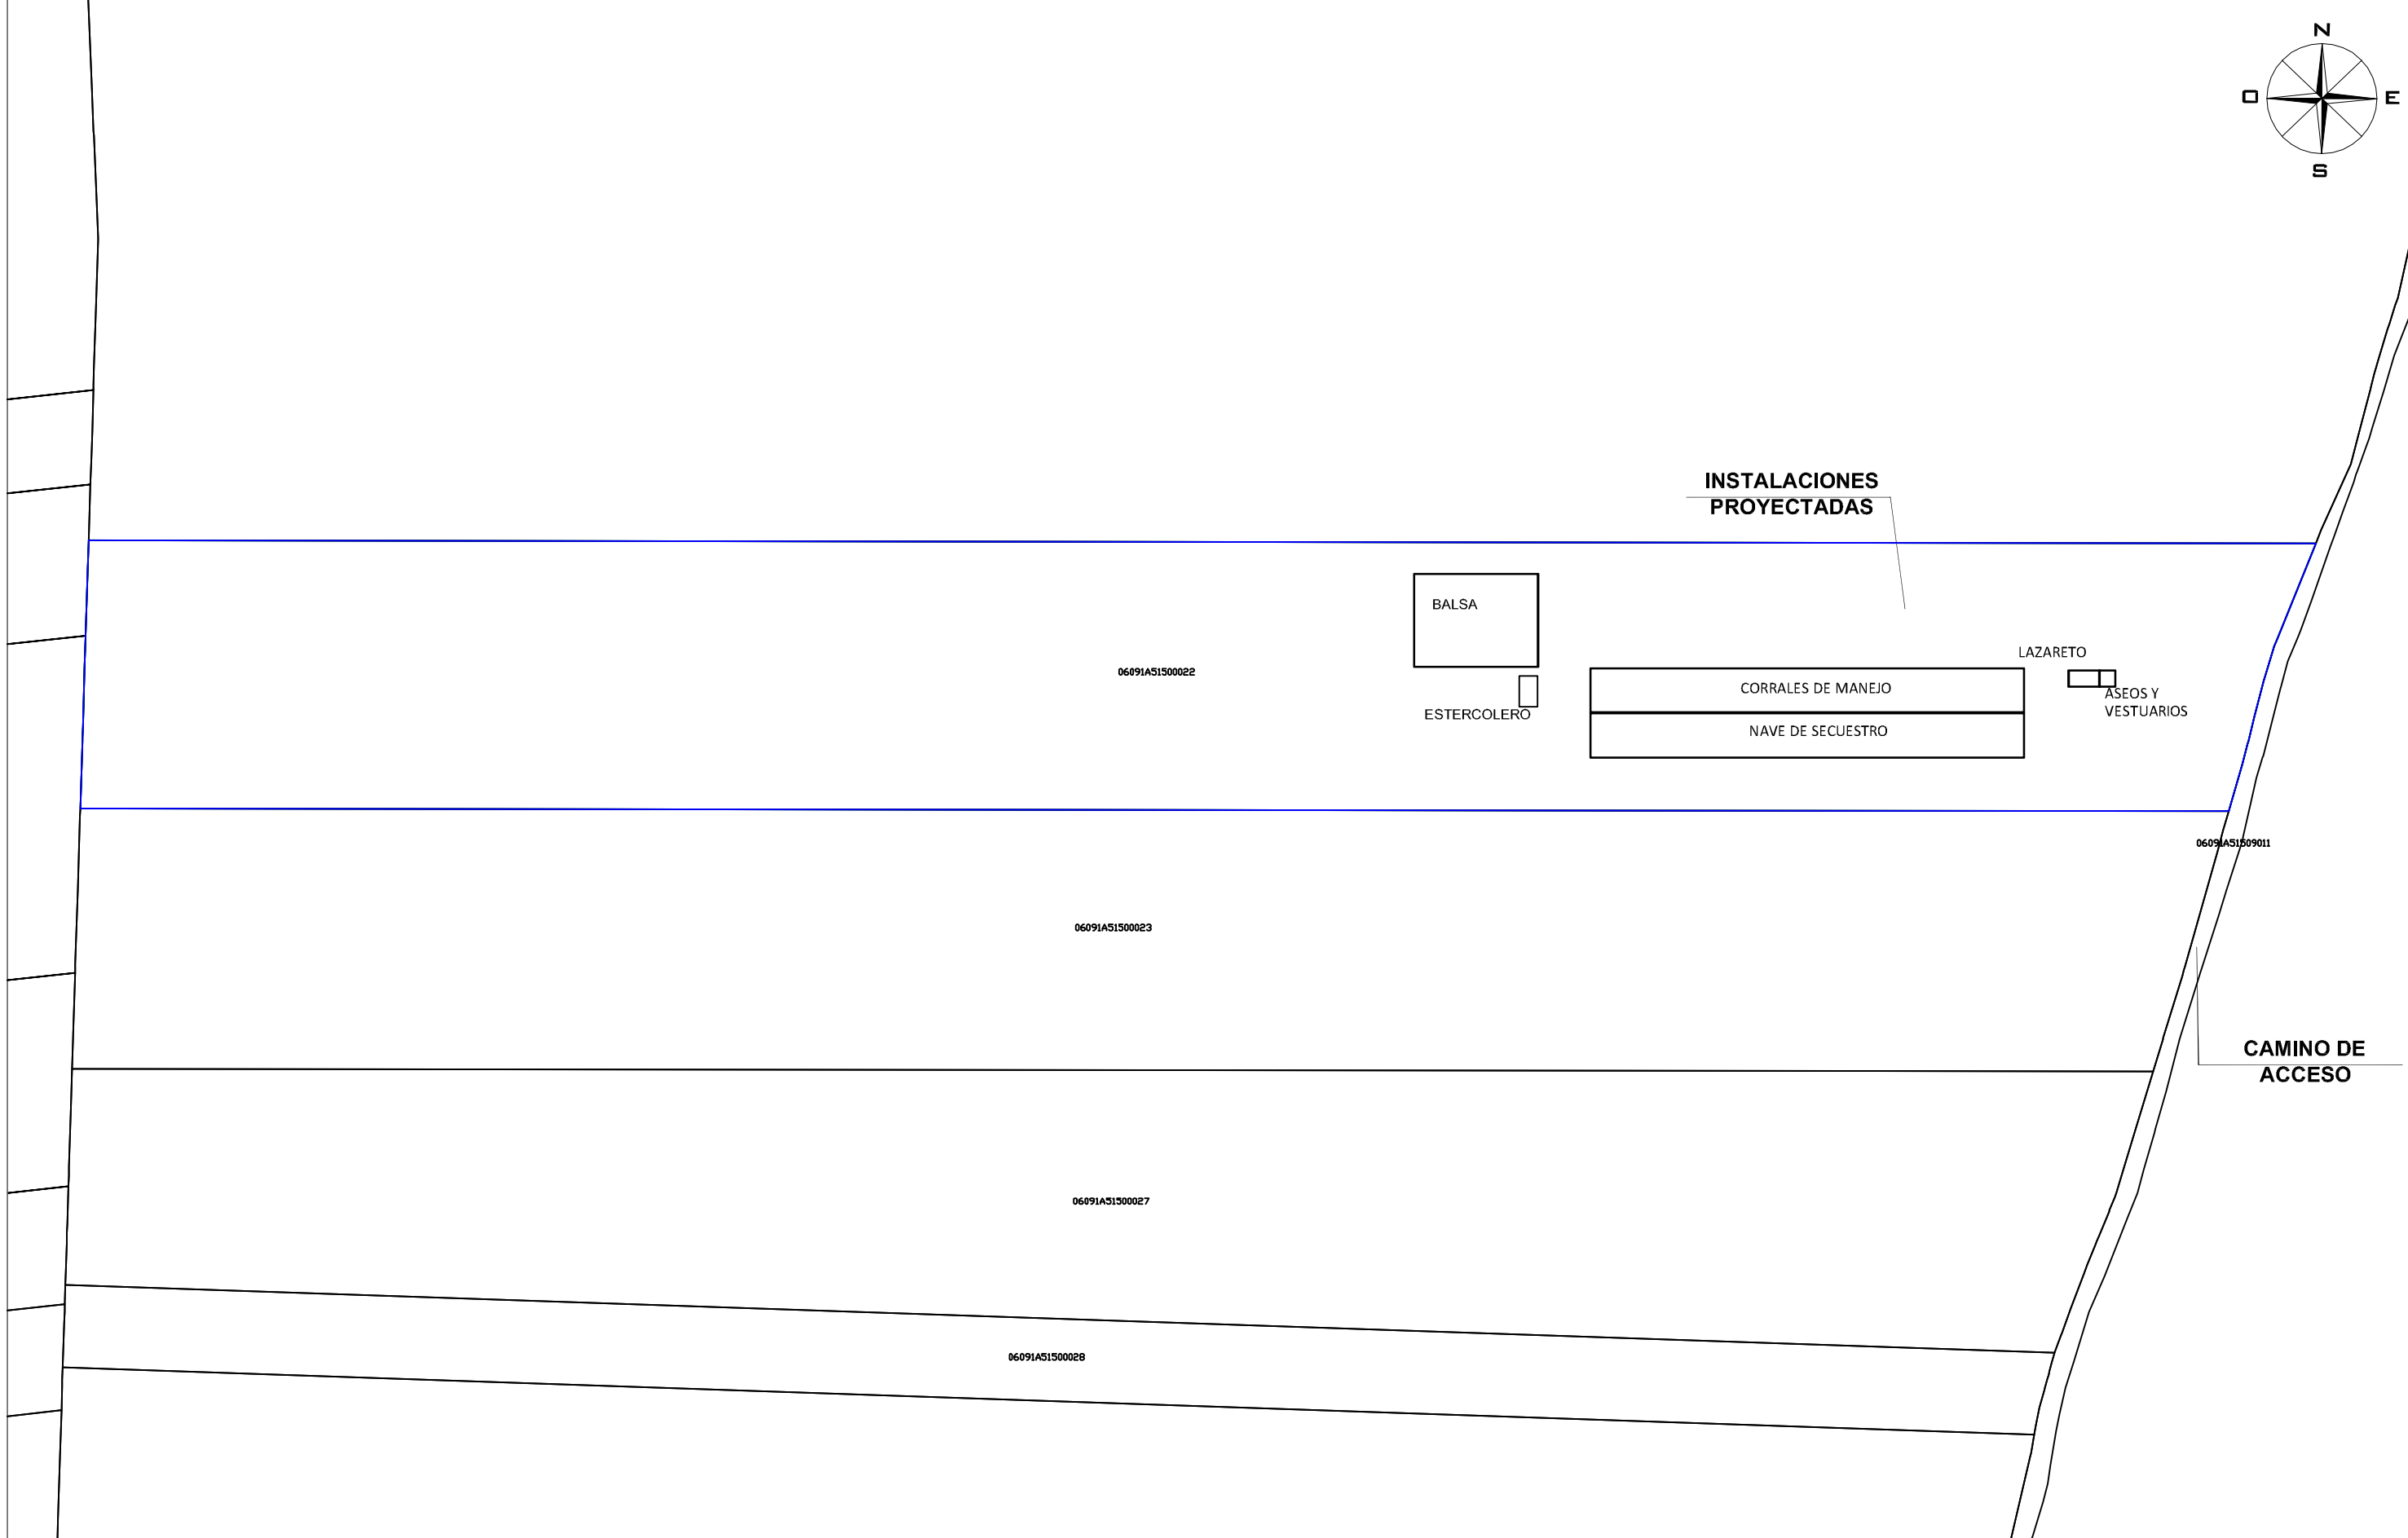 N
O
E
S
INSTALACIONES
PROYECTADAS
BALSA
LAZARETO
06091A51500022
CORRALES DE MANEJO
ASEOS Y
VESTUARIOS
ESTERCOLERO
NAVE DE SECUESTRO
06091A51509011
06091A51500023
CAMINO DE
ACCESO
06091A51500027
06091A51500028